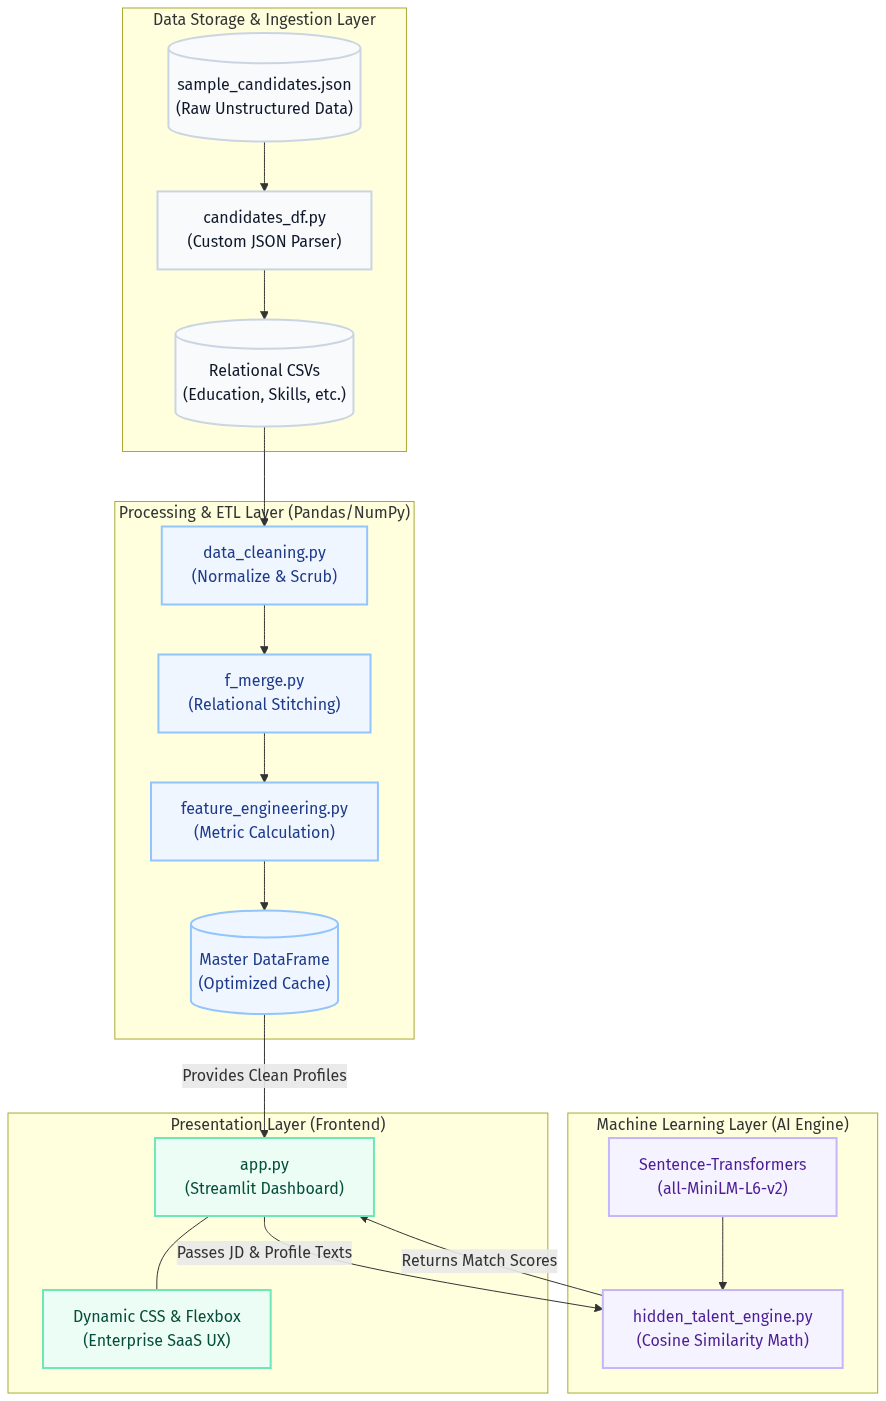 Data Storage & Ingestion Layer
sample_candidates.json
(Raw Unstructured Data)
candidates_df.py
(Custom JSON Parser)
Relational CSVs
(Education, Skills, etc.)
Processing & ETL Layer (Pandas/NumPy)
data_cleaning.py
(Normalize & Scrub)
f_merge.py
(Relational Stitching)
feature_engineering.py
(Metric Calculation)
Master DataFrame
(Optimized Cache)
Provides Clean Profiles
Presentation Layer (Frontend)
app.py
(Streamlit Dashboard)
Passes JD & Profile Texts
Returns Match Scores
Dynamic CSS & Flexbox
(Enterprise SaaS UX)
Machine Learning Layer (AI Engine)
Sentence-Transformers
(all-MiniLM-L6-v2)
hidden_talent_engine.py
(Cosine Similarity Math)